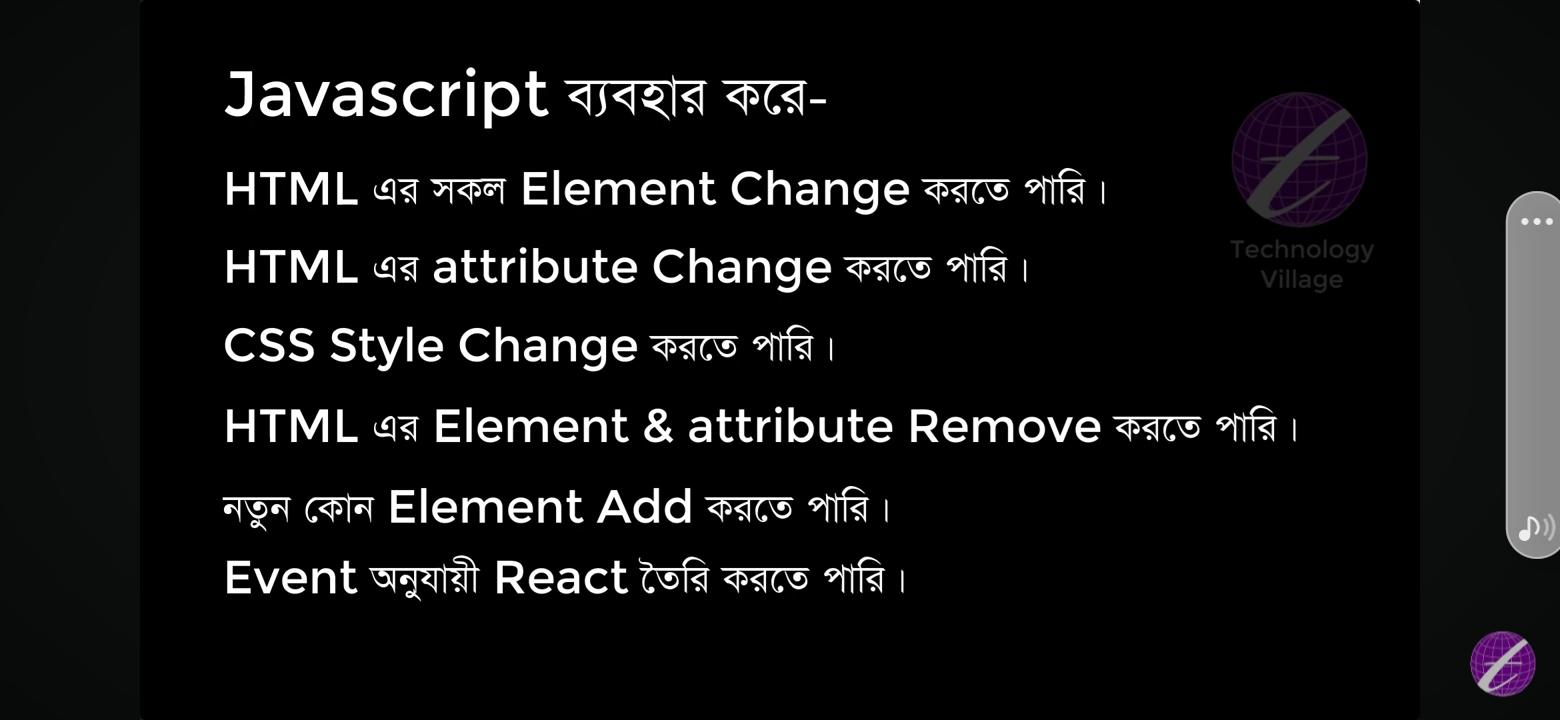 Javascript ব্যবহার করে-
HTML এর সকল Element Change করতে পারি।
HTML এর attribute Change করতে পারি।
CSS Style Change করতে পারি।
HTML এর Element & attribute Remove করতে পারি।
নতুন কোন Element Add করতে পারি।
Event অনুযায়ী React তৈরি করতে পারি।
Technology
Village